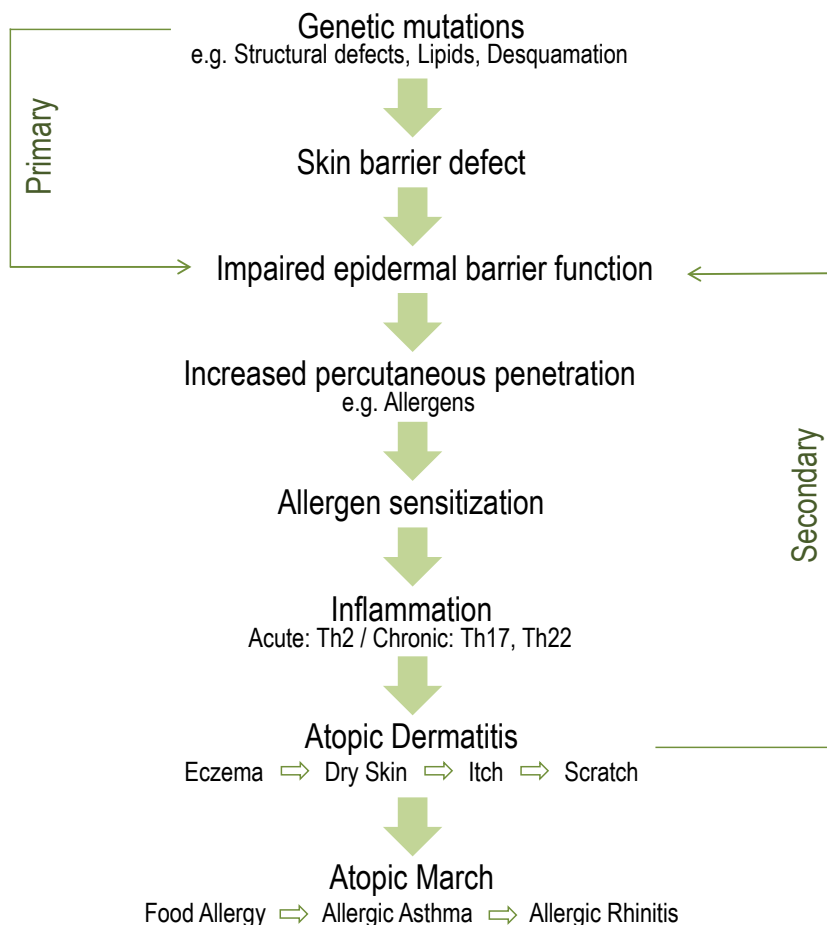 Genetic mutations
e.g. Structural defects, Lipids, Desquamation
Primary
Skin barrier defect
Impaired epidermal barrier function
Increased percutaneous penetration
e.g. Allergens
Allergen sensitization
Secondary
Inflammation
Acute: Th2 / Chronic: Th17, Th22
Atopic Dermatitis
Eczema ⇨ Dry Skin ⇨ Itch ⇨ Scratch
Atopic March
Food Allergy ⇨ Allergic Asthma ⇨ Allergic Rhinitis